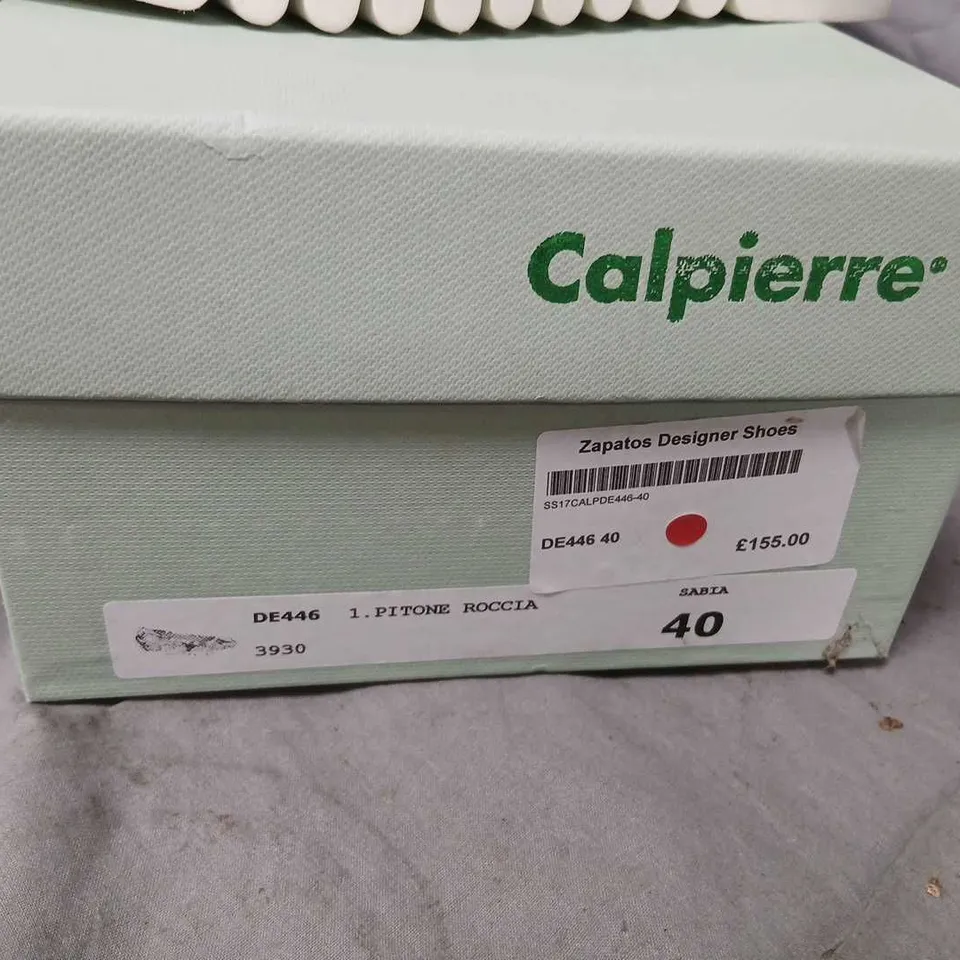 Calpierre
Zapatos Designer Shoes
SS17CALPDE446-40
DE446 40 £155.00
DE446 1.PITONE ROCCIA SABIA
3930 40